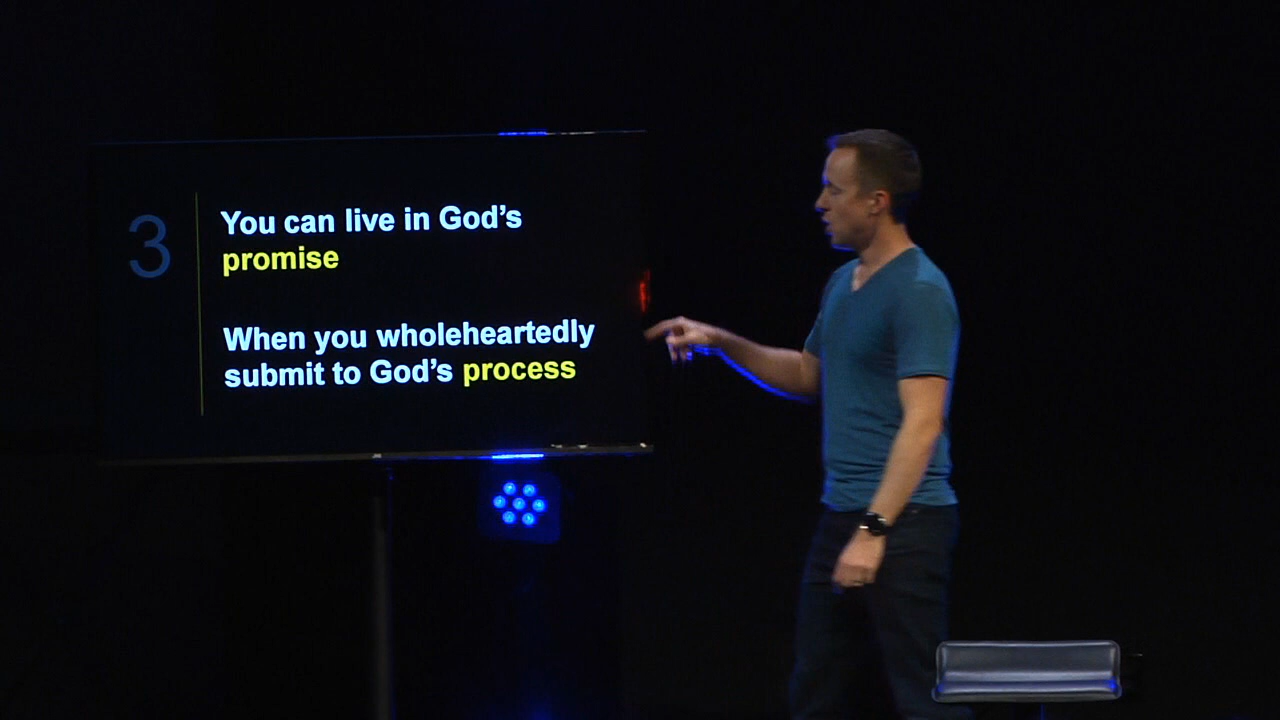 3
You can live in God’s
promise
When you wholeheartedly
submit to God’s process